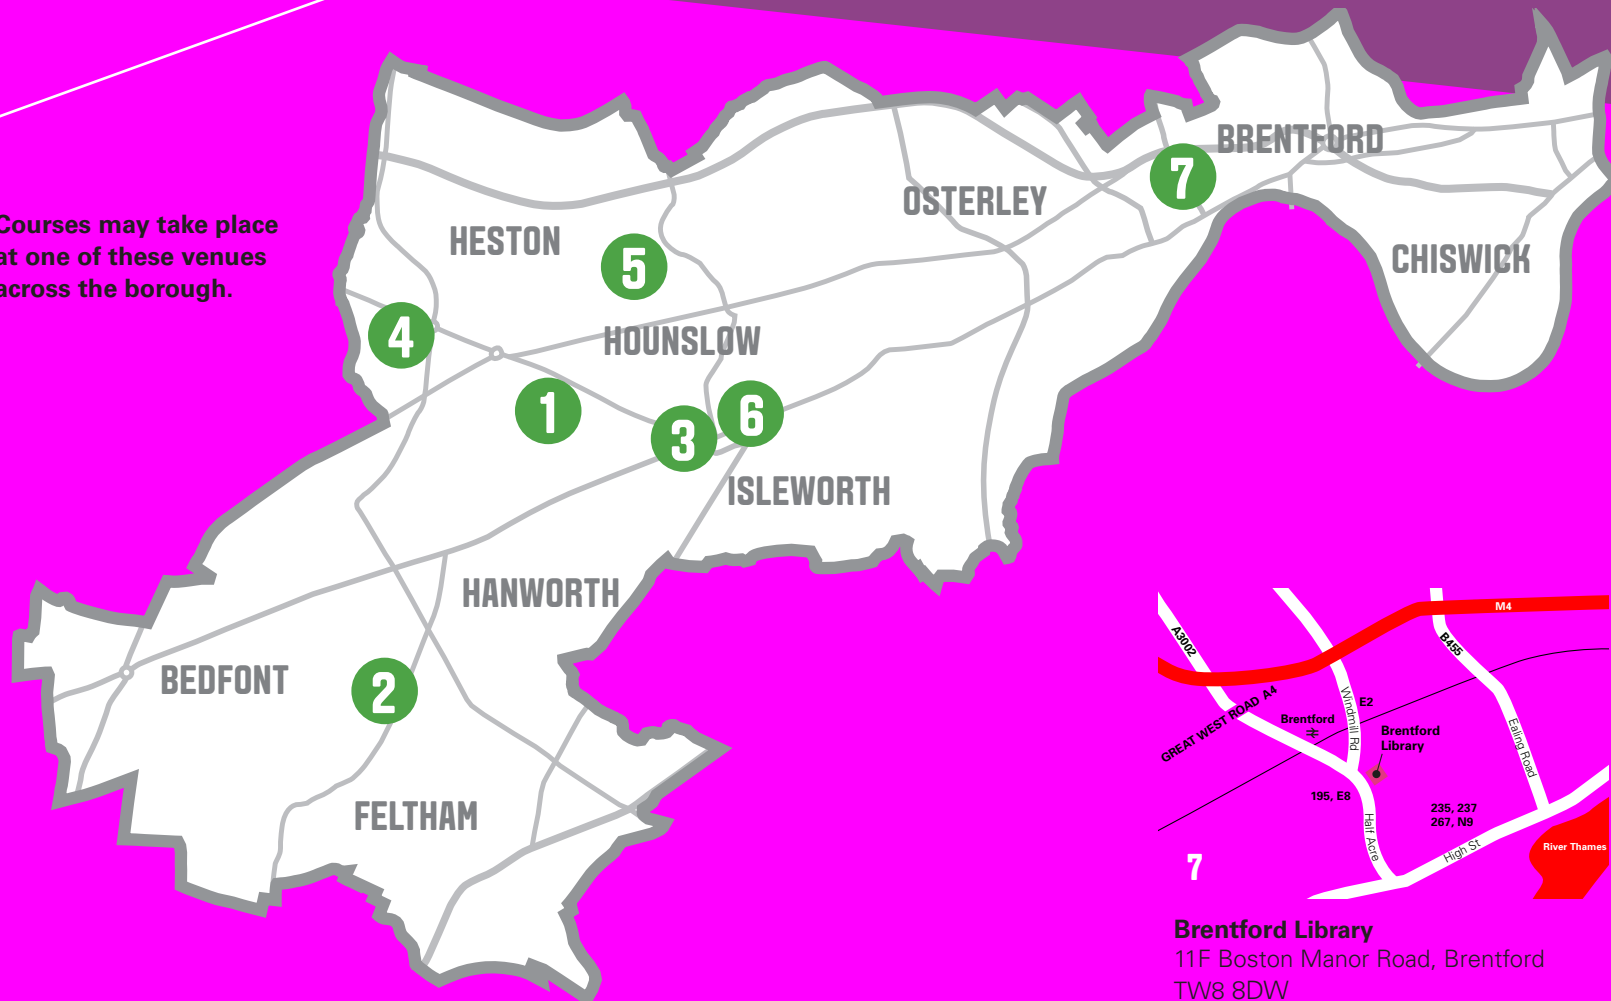 Courses may take place
at one of these venues
across the borough.
BRENTFORD
7
OSTERLEY
HESTON
5
CHISWICK
4
HOUNSLOW
1
3
6
ISLEWORTH
HANWORTH
BEDFONT
2
FELTHAM
M4
A3002
B455
GREAT WEST ROAD A4
Windmill Rd
E2
Brentford
Brentford
Library
Ealing Road
195, E8
235, 237
267, N9
Half Acre
High St
River Thames
7
Brentford Library
11F Boston Manor Road, Brentford
TW8 8DW